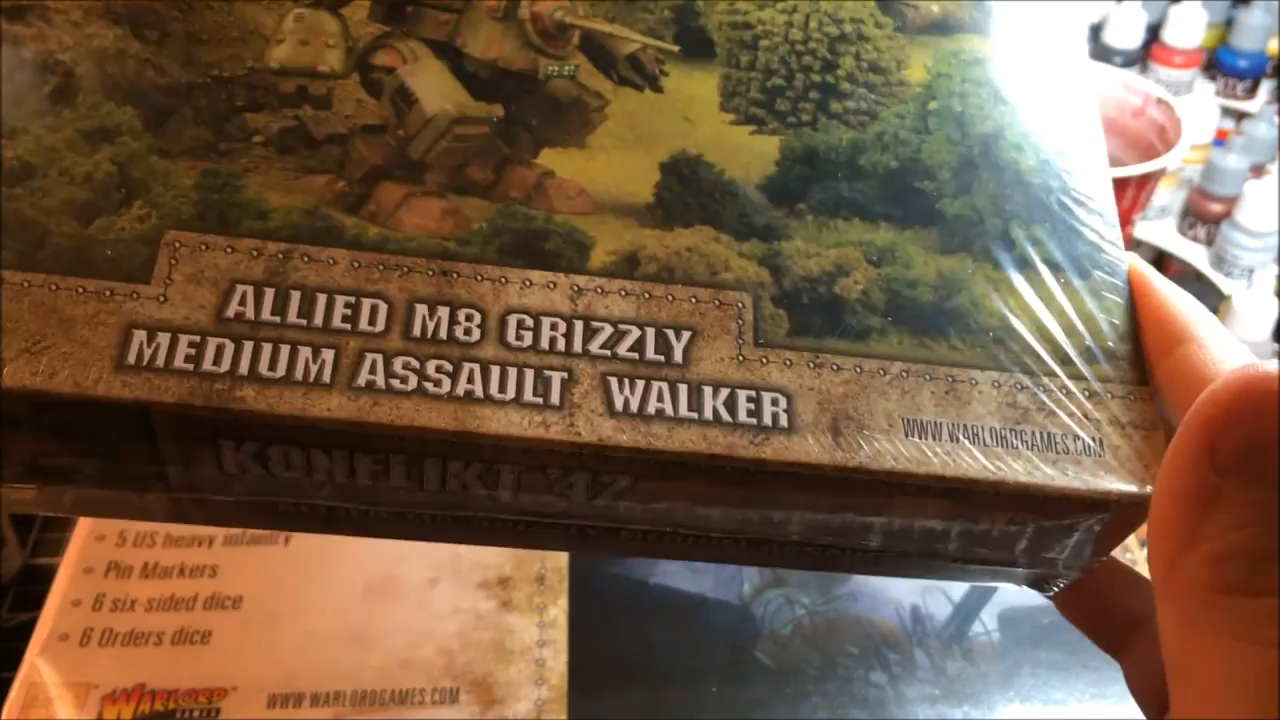 ALLIED M8 GRIZZLY
MEDIUM ASSAULT WALKER
WWW.WARLORDGAMES.COM
KONFLIKT '47
5 US heavy infantry
Pin Markers
6 six-sided dice
6 Orders dice
WARLORD
GAMES
WWW.WARLORDGAMES.COM